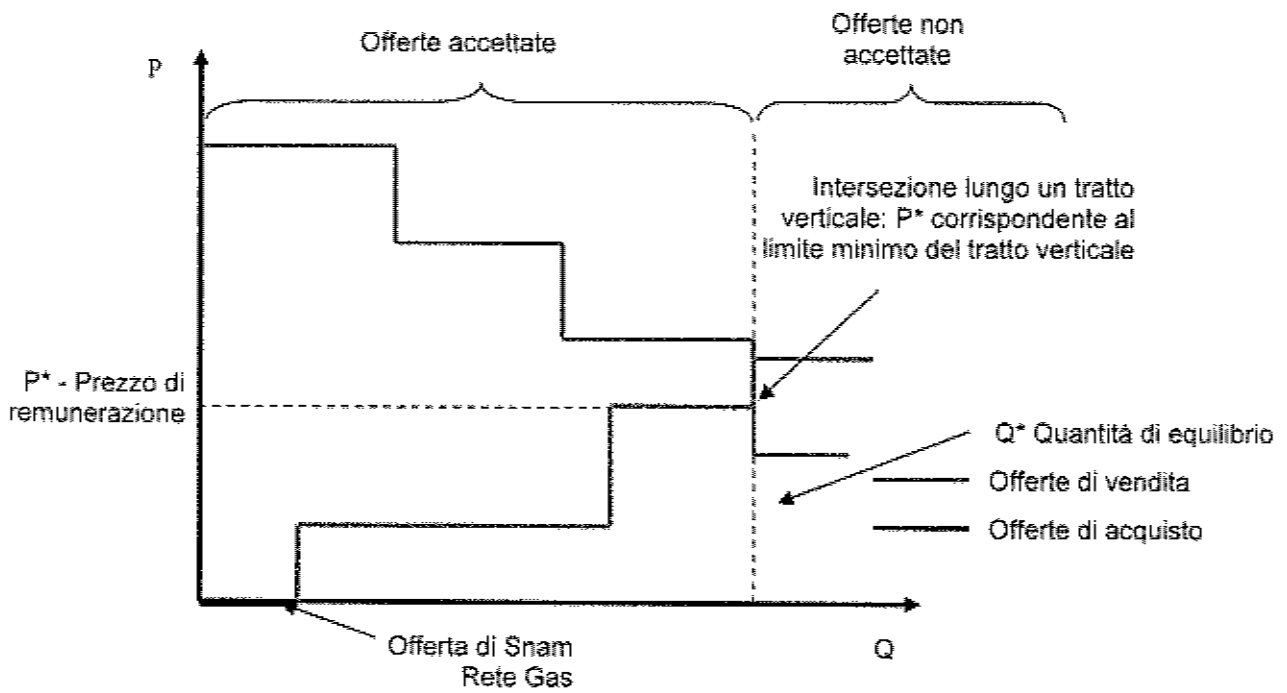 Offerte accettate
Offerte non
accettate
P
Intersezione lungo un tratto
verticale: P* corrispondente al
limite minimo del tratto verticale
P* - Prezzo di
remunerazione
Q* Quantità di equilibrio
Offerte di vendita
Offerte di acquisto
Offerta di Snam
Rete Gas
Q